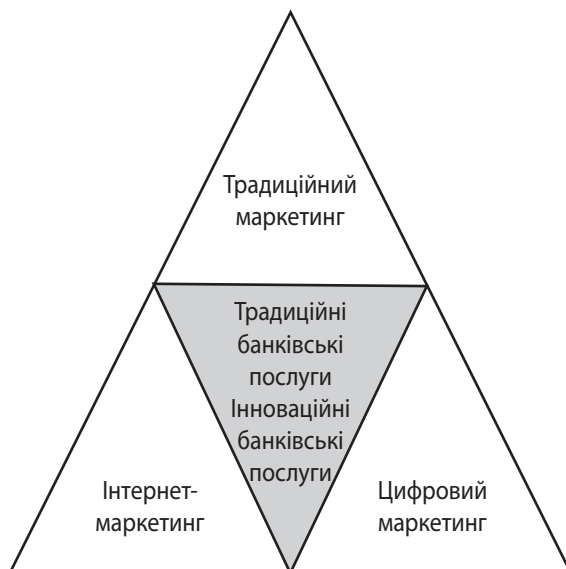 Традиційний
маркетинг
Традиційні
банківські
послуги
Інноваційні
банківські
послуги
Інтернет-
маркетинг
Цифровий
маркетинг